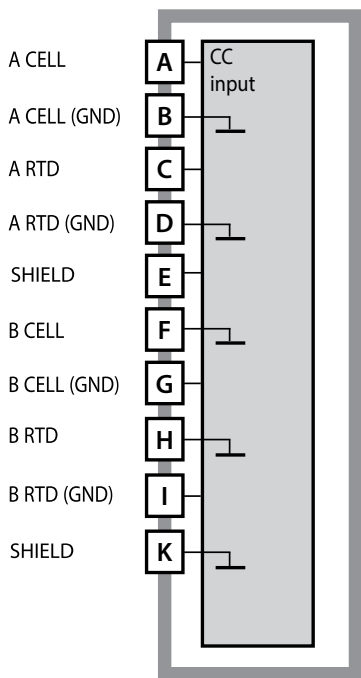 A CELL A CC
input
A CELL (GND) B
A RTD C
A RTD (GND) D
SHIELD E
B CELL F
B CELL (GND) G
B RTD H
B RTD (GND) I
SHIELD K